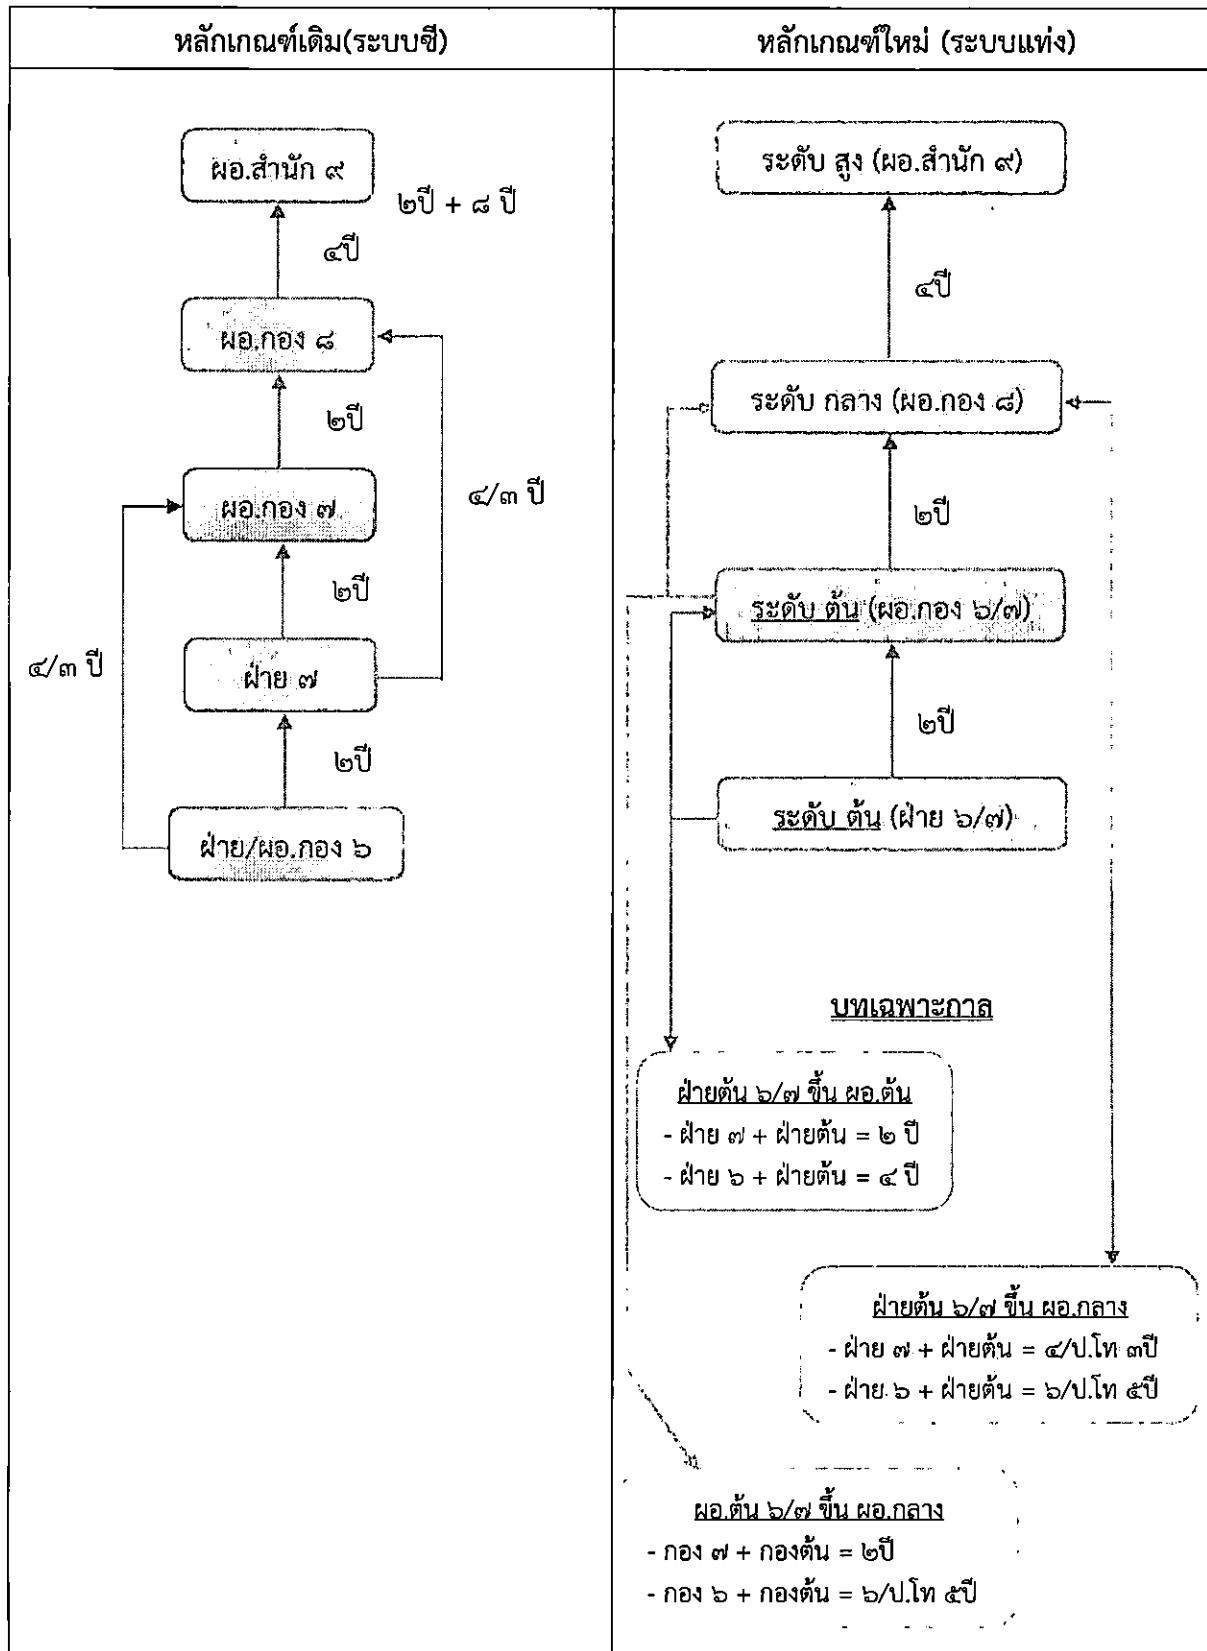 หลักเกณฑ์เดิม(ระบบซี)
ผอ.สำนัก ๙
๒ปี + ๘ ปี
๔ปี
ผอ.กอง ๘
๒ปี
๔/๓ ปี
ผอ.กอง ๗
๒ปี
๔/๓ ปี
ฝ่าย ๗
๒ปี
ฝ่าย/ผอ.กอง ๖
หลักเกณฑ์ใหม่ (ระบบแท่ง)
ระดับ สูง (ผอ.สำนัก ๙)
๔ปี
ระดับ กลาง (ผอ.กอง ๘)
๒ปี
ระดับ ต้น (ผอ.กอง ๖/๗)
๒ปี
ระดับ ต้น (ฝ่าย ๖/๗)
บทเฉพาะกาล
ฝ่ายต้น ๖/๗ ขึ้น ผอ.ต้น
- ฝ่าย ๗ + ฝ่ายต้น = ๒ ปี
- ฝ่าย ๖ + ฝ่ายต้น = ๔ ปี
ฝ่ายต้น ๖/๗ ขึ้น ผอ.กลาง
- ฝ่าย ๗ + ฝ่ายต้น = ๔/ป.โท ๓ปี
- ฝ่าย ๖ + ฝ่ายต้น = ๖/ป.โท ๕ปี
ผอ.ต้น ๖/๗ ขึ้น ผอ.กลาง
- กอง ๗ + กองต้น = ๒ปี
- กอง ๖ + กองต้น = ๖/ป.โท ๕ปี